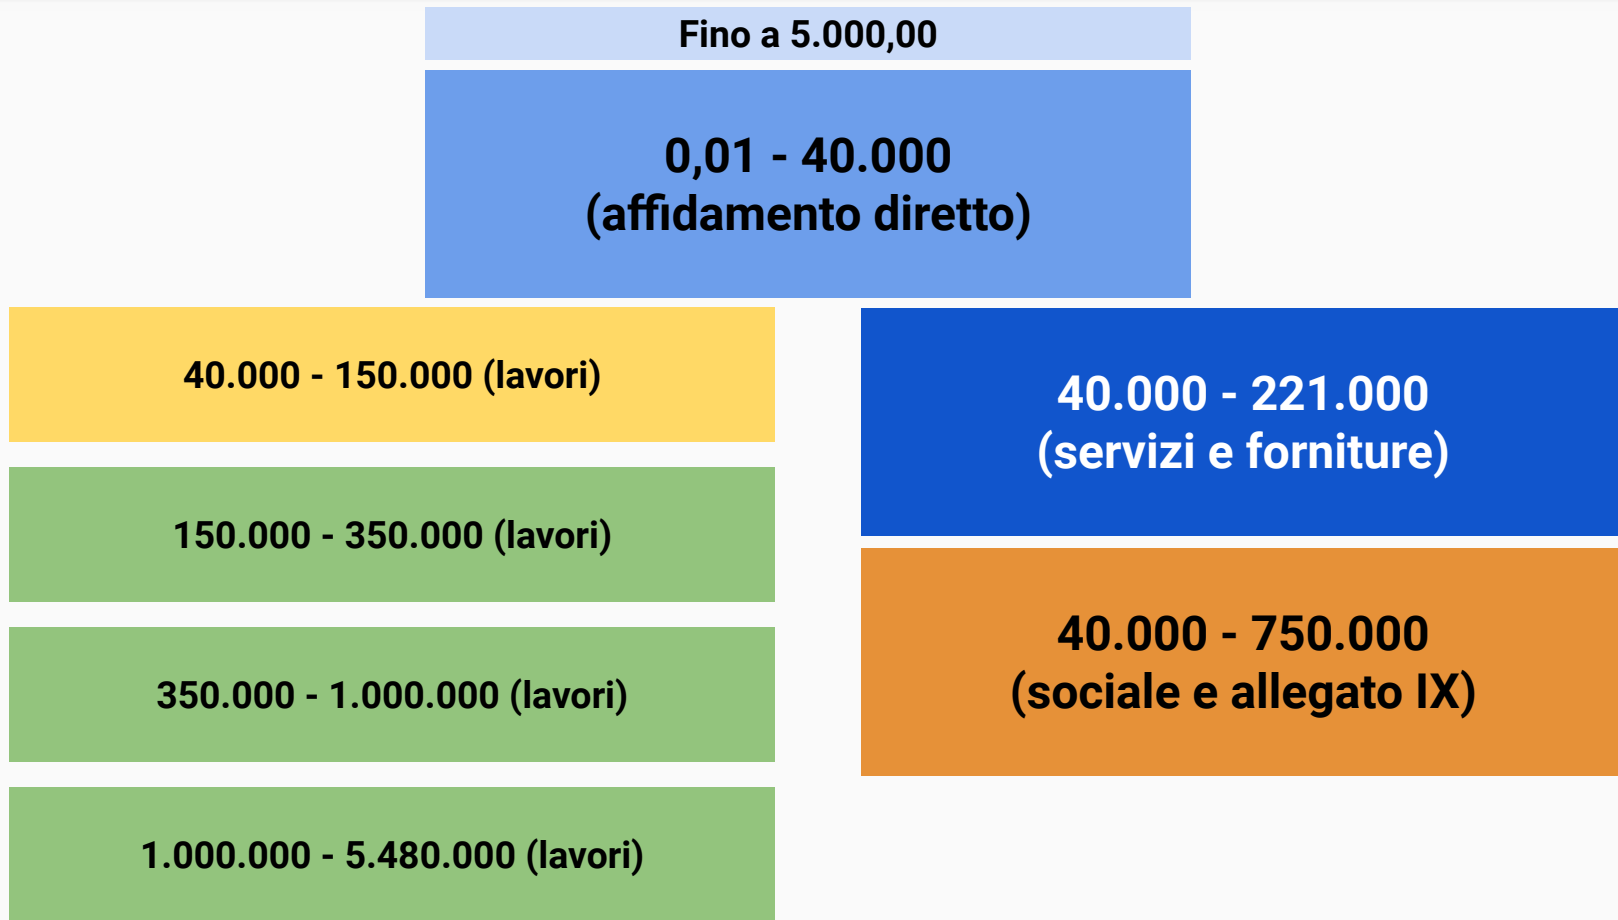 Fino a 5.000,00
0,01 - 40.000
(affidamento diretto)
40.000 - 150.000 (lavori)
150.000 - 350.000 (lavori)
350.000 - 1.000.000 (lavori)
1.000.000 - 5.480.000 (lavori)
40.000 - 221.000
(servizi e forniture)
40.000 - 750.000
(sociale e allegato IX)